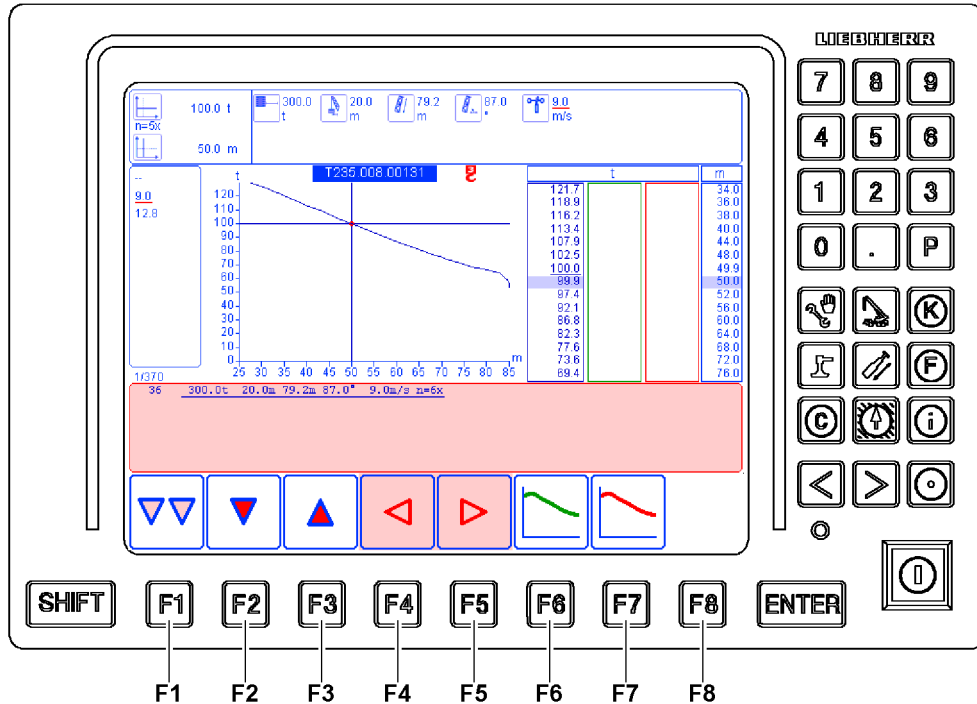 LIEBHERR
100.0 t
n=5x
50.0 m
300.0 t
20.0 m
79.2 m
87.0 °
9.0 m/s
--
9.0
12.8
1/370
T235.008.00131
t
120
110
100
90
80
70
60
50
40
30
20
10
0
25 30 35 40 45 50 55 60 65 70 75 80 85
m
t m
121.7 34.0
118.9 36.0
116.2 38.0
113.4 40.0
107.9 44.0
102.5 48.0
100.0 49.9
99.9 50.0
97.4 52.0
92.1 56.0
86.8 60.0
82.3 64.0
77.6 68.0
73.6 72.0
69.4 76.0
36 300.0t 20.0m 79.2m 87.0° 9.0m/s n=6x
7 8 9
4 5 6
1 2 3
0 . P
K
F
C i
< >
SHIFT F1 F2 F3 F4 F5 F6 F7 F8 ENTER
F1 F2 F3 F4 F5 F6 F7 F8